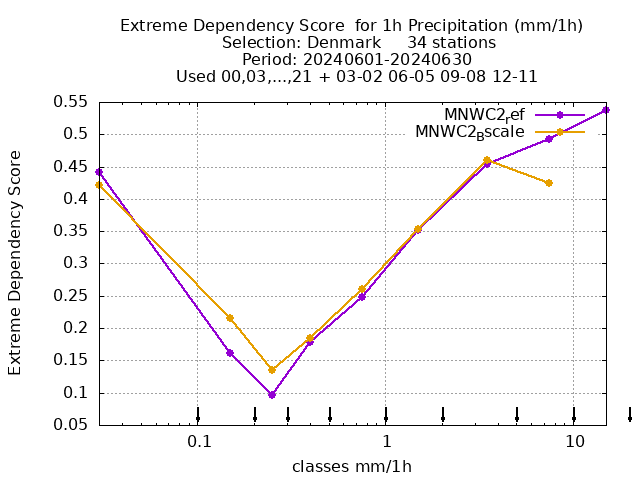 Extreme Dependency Score  for 1h Precipitation (mm/1h)
Selection: Denmark     34 stations
Period: 20240601-20240630
Used 00,03,...,21 + 03-02 06-05 09-08 12-11
MNWC2ref
MNWC2Bscale
Extreme Dependency Score
0.55
0.5
0.45
0.4
0.35
0.3
0.25
0.2
0.15
0.1
0.05
0.1 1 10
classes mm/1h